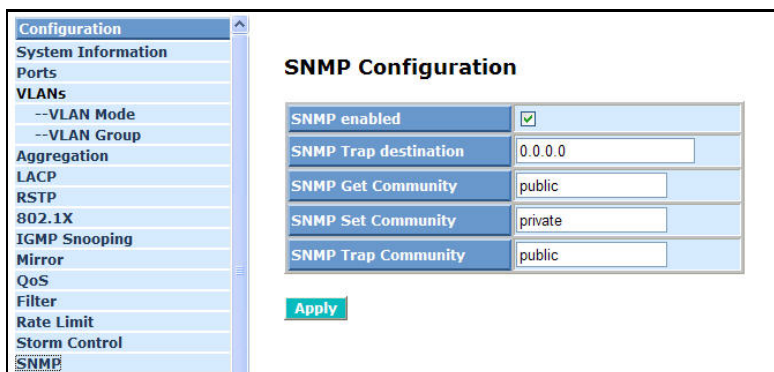 Configuration
System Information
Ports
VLANs
--VLAN Mode
--VLAN Group
Aggregation
LACP
RSTP
802.1X
IGMP Snooping
Mirror
QoS
Filter
Rate Limit
Storm Control
SNMP
SNMP Configuration
SNMP enabled
SNMP Trap destination 0.0.0.0
SNMP Get Community public
SNMP Set Community private
SNMP Trap Community public
Apply